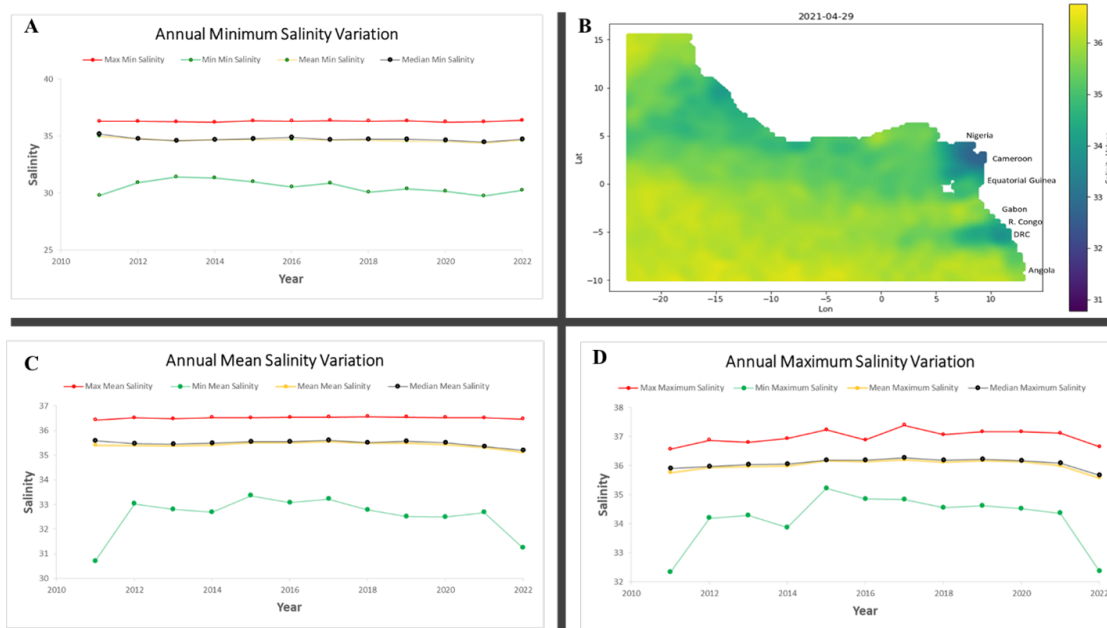 A
Annual Minimum Salinity Variation
Max Min Salinity Min Min Salinity Mean Min Salinity Median Min Salinity
40
35
30
25
Salinity
2010 2012 2014 2016 2018 2020 2022
Year
B
2021-04-29
15
10
5
0
−5
−10
Lat
Nigeria
Cameroon
Equatorial Guinea
Gabon
R. Congo
DRC
Angola
−20 −15 −10 −5 0 5 10
Lon
36
35
34
33
32
31
C
Annual Mean Salinity Variation
Max Mean Salinity Min Mean Salinity Mean Mean Salinity Median Mean Salinity
37
36
35
34
33
32
31
30
Salinity
2010 2012 2014 2016 2018 2020 2022
Year
D
Annual Maximum Salinity Variation
Max Maximum Salinity Min Maximum Salinity Mean Maximum Salinity Median Maximum Salinity
38
37
36
35
34
33
32
Salinity
2010 2012 2014 2016 2018 2020 2022
Year